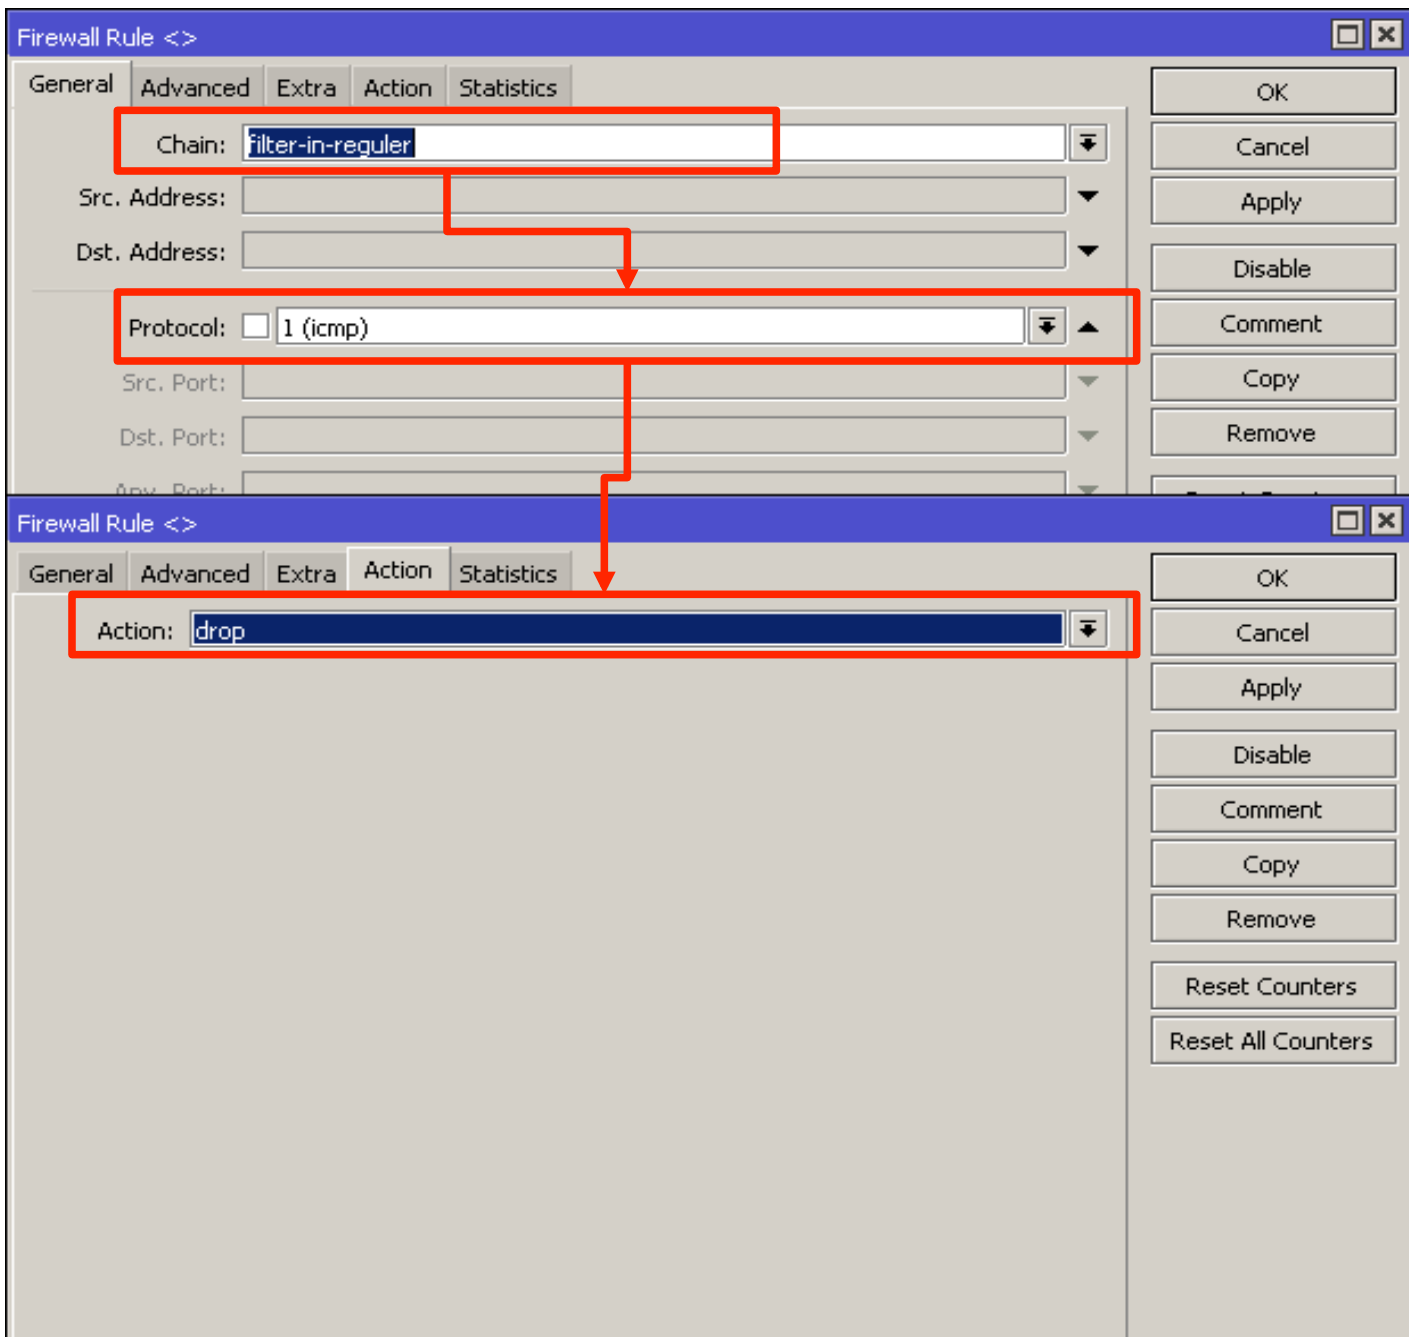 Firewall Rule <>
General Advanced Extra Action Statistics
OK
Chain: filter-in-reguler
Cancel
Src. Address:
Apply
Dst. Address:
Disable
Protocol: 1 (icmp)
Comment
Src. Port:
Copy
Dst. Port:
Remove
Any. Port:
Firewall Rule <>
General Advanced Extra Action Statistics
OK
Action: drop
Cancel
Apply
Disable
Comment
Copy
Remove
Reset Counters
Reset All Counters